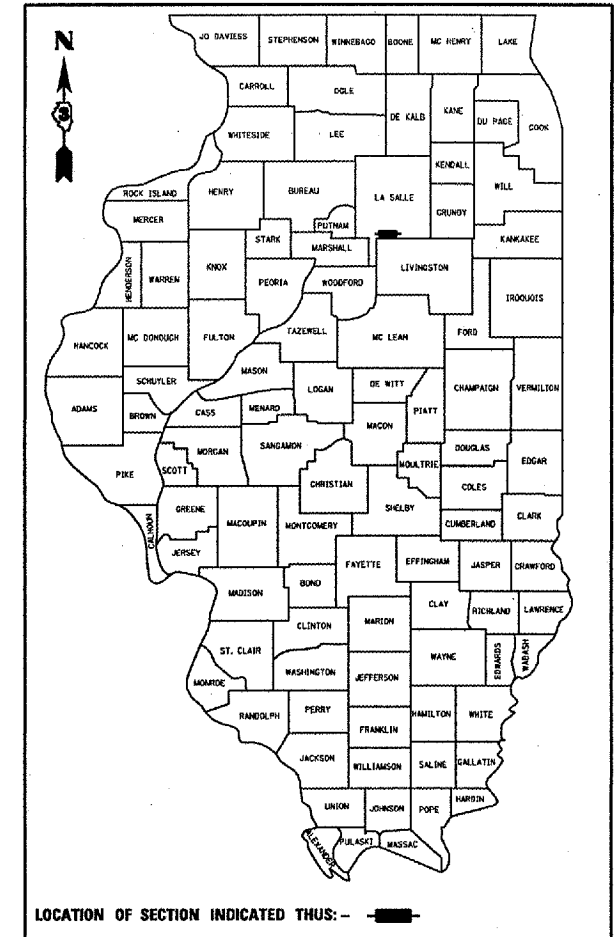 JO DAVIESS STEPHENSON WINNEBAGO BOONE MC HENRY LAKE
N
CARROLL OGLE DE KALB KANE DU PAGE COOK
3
WHITESIDE LEE
KENDALL
ROCK ISLAND HENRY BUREAU LA SALLE WILL
MERCER PUTNAM GRUNDY
STARK MARSHALL KANKAKEE
HENDERSON WARREN KNOX PEORIA WOODFORD LIVINGSTON IROQUOIS
HANCOCK MC DONOUGH FULTON TAZEWELL MC LEAN FORD
MASON
SCHUYLER LOGAN DE WITT CHAMPAIGN VERMILION
ADAMS BROWN CASS MENARD MACON PIATT
MORGAN SANGAMON DOUGLAS EDGAR
PIKE SCOTT MOULTRIE
CHRISTIAN COLES
GREENE MACOUPIN SHELBY
CALHOUN MONTGOMERY CUMBERLAND CLARK
JERSEY
FAYETTE EFFINGHAM JASPER CRAWFORD
MADISON BOND
CLAY RICHLAND LAWRENCE
CLINTON MARION
ST. CLAIR WAYNE EDWARDS WABASH
MONROE WASHINGTON JEFFERSON
RANDOLPH PERRY HAMILTON WHITE
FRANKLIN
JACKSON WILLIAMSON SALINE GALLATIN
UNION JOHNSON POPE HARDIN
ALEXANDER PULASKI MASSAC
LOCATION OF SECTION INDICATED THUS: -